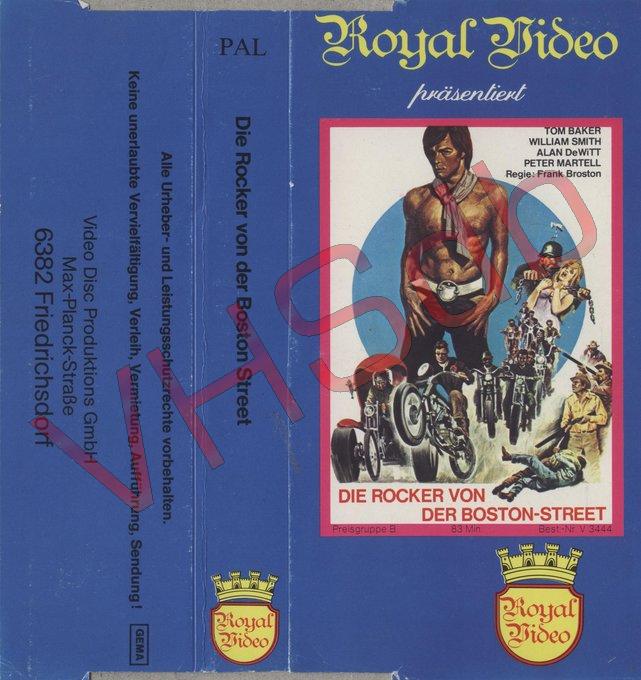 Royal Video
präsentiert
TOM BAKER
WILLIAM SMITH
ALAN DeWITT
PETER MARTELL
Regie: Frank Broston
DIE ROCKER VON
DER BOSTON-STREET
Preisgruppe B 83 Min. Best.-Nr. V 3444
Royal
Video
PAL
Die Rocker von der Boston Street
Royal
Video
Alle Urheber- und Leistungsschutzrechte vorbehalten.
Keine unerlaubte Vervielfältigung, Verleih, Vermietung, Aufführung, Sendung!
GEMA
Video Disc Produktions GmbH
Max-Planck-Straße
6382 Friedrichsdorf